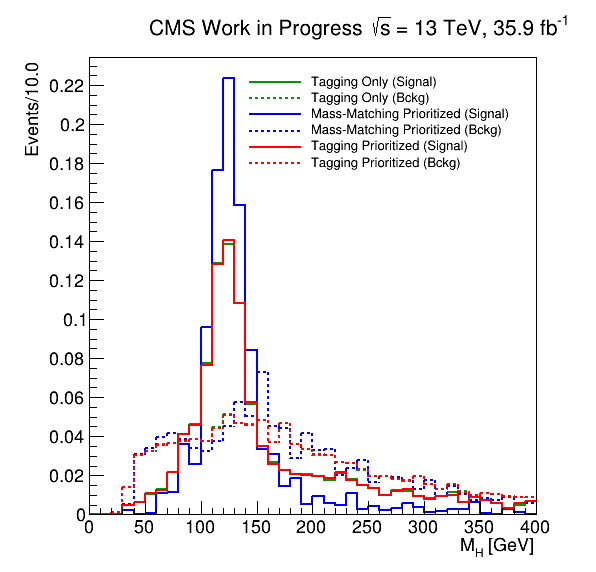 CMS Work in Progress √s = 13 TeV, 35.9 fb⁻¹
Events/10.0
Tagging Only (Signal)
Tagging Only (Bckg)
Mass-Matching Prioritized (Signal)
Mass-Matching Prioritized (Bckg)
Tagging Prioritized (Signal)
Tagging Prioritized (Bckg)
0.22
0.2
0.18
0.16
0.14
0.12
0.1
0.08
0.06
0.04
0.02
0
0 50 100 150 200 250 300 350 400
M_H [GeV]